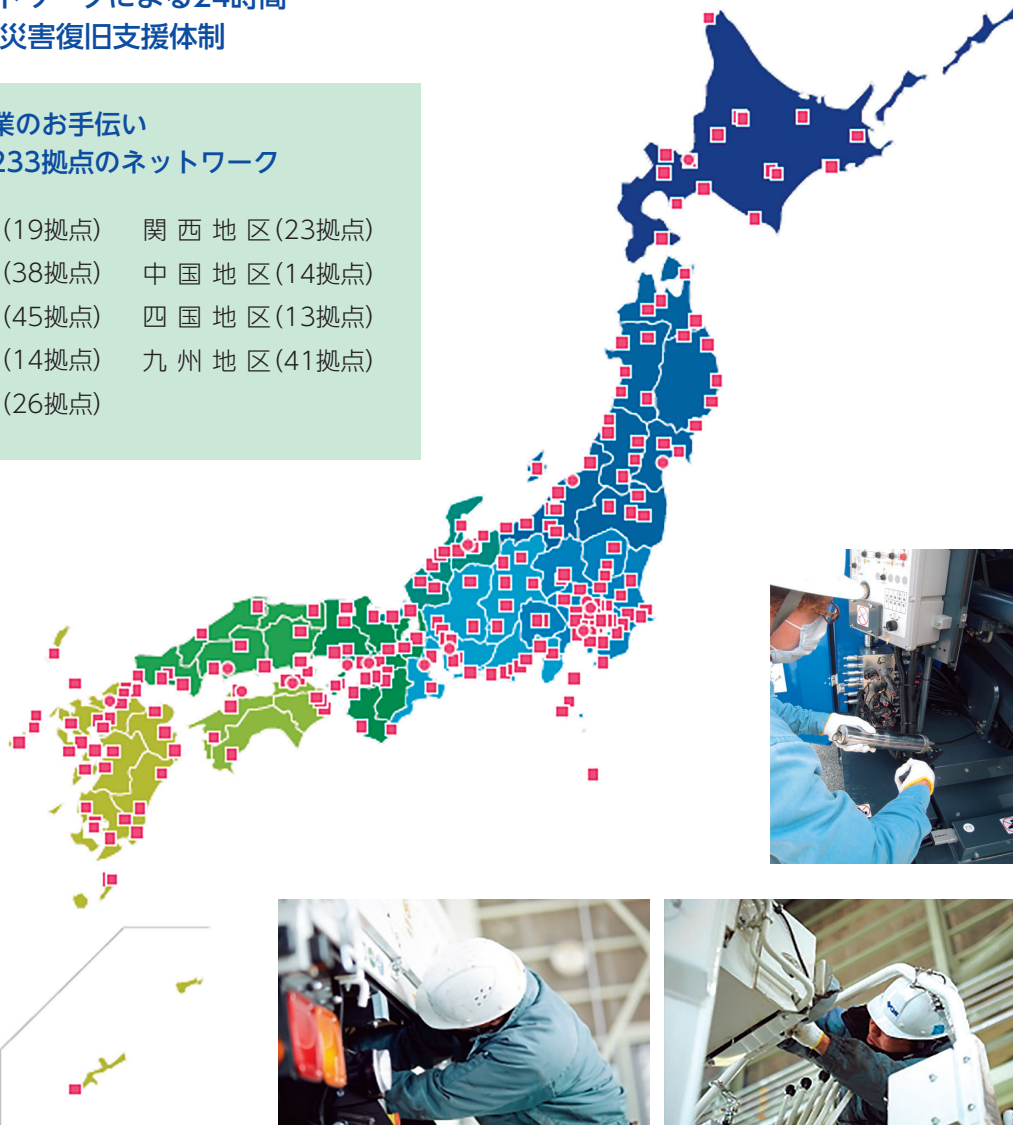 トワークによる24時間
災害復旧支援体制
業のお手伝い
233拠点のネットワーク
(19拠点) 関西地区(23拠点)
(38拠点) 中国地区(14拠点)
(45拠点) 四国地区(13拠点)
(14拠点) 九州地区(41拠点)
(26拠点)